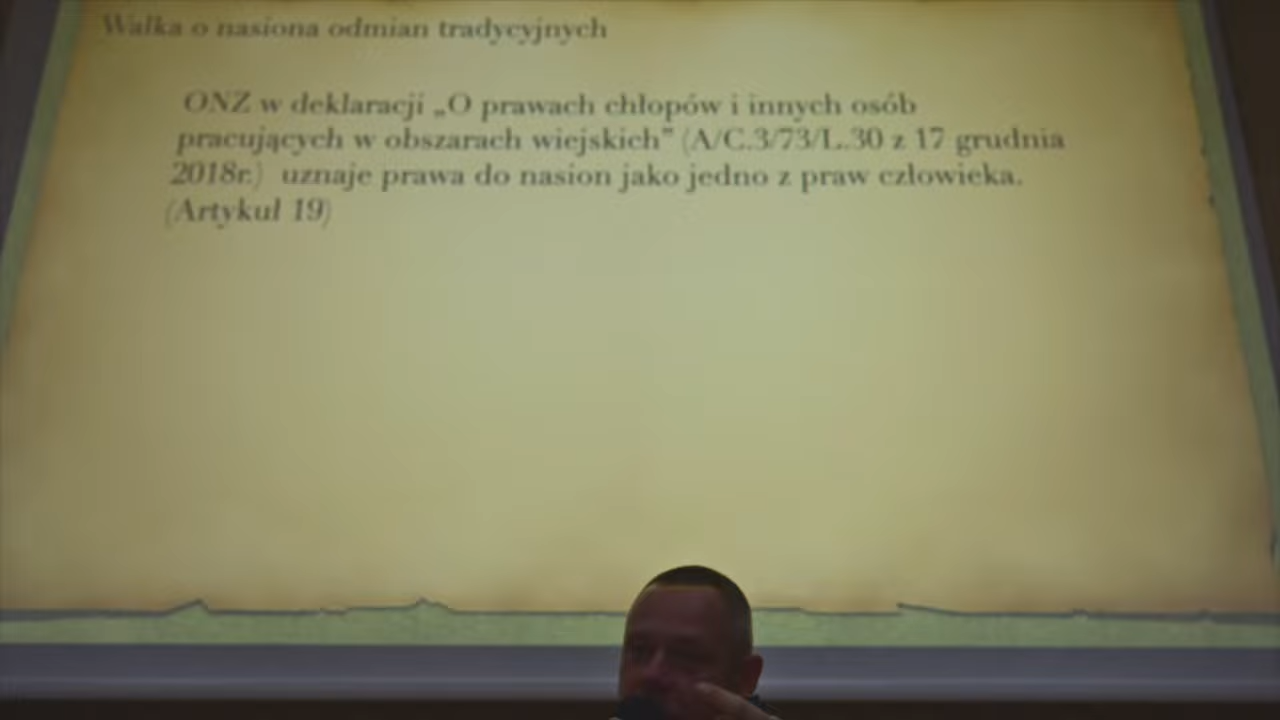 Walka o nasiona odmian tradycyjnych
ONZ w deklaracji „O prawach chłopów i innych osób
pracujących w obszarach wiejskich” (A/C.3/73/L.30 z 17 grudnia
2018r.) uznaje prawa do nasion jako jedno z praw człowieka.
(Artykuł 19)